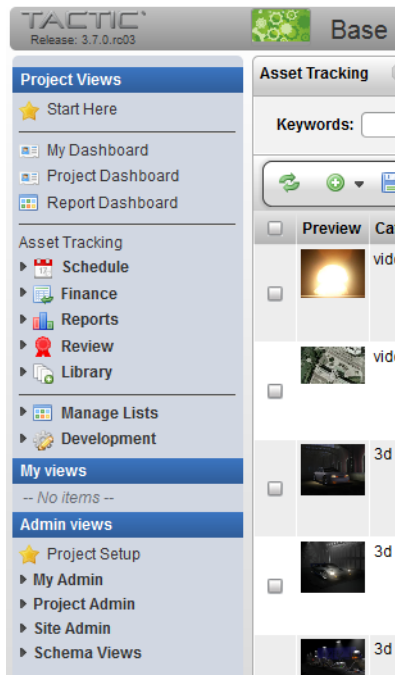 TACTIC
Release: 3.7.0.rc03
Base
Project Views
Start Here
My Dashboard
Project Dashboard
Report Dashboard
Asset Tracking
Schedule
Finance
Reports
Review
Library
Manage Lists
Development
My views
-- No items --
Admin views
Project Setup
My Admin
Project Admin
Site Admin
Schema Views
Asset Tracking
Keywords:
Preview Ca
vide
vide
3d
3d
3d